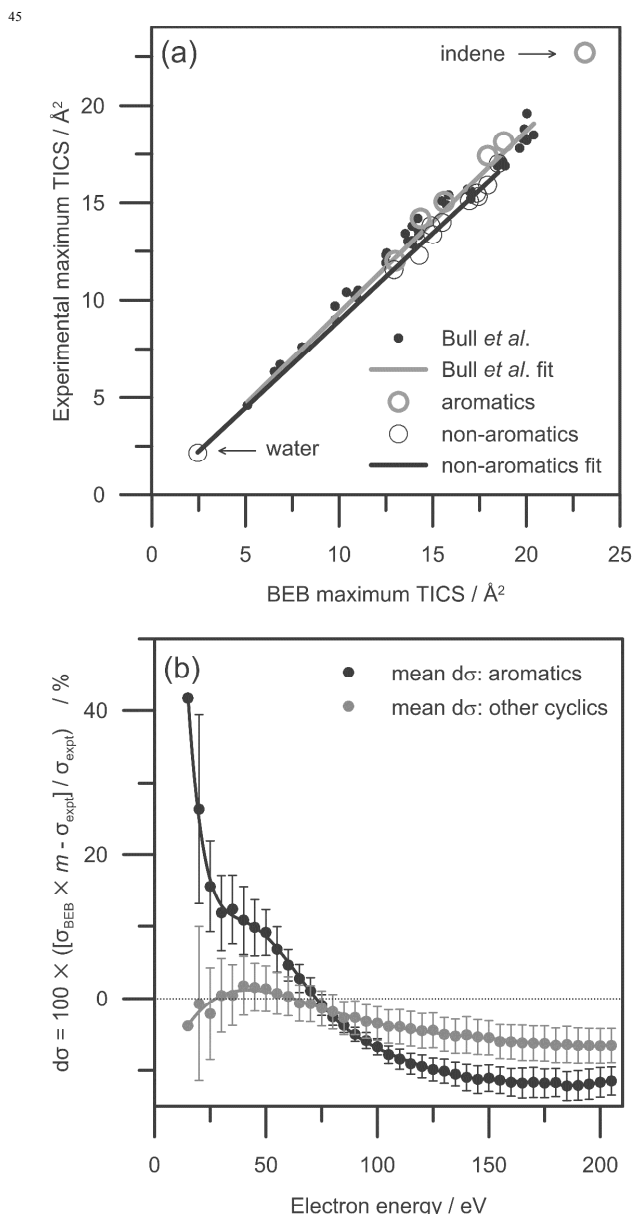 45
(a)
indene
Experimental maximum TICS / Å²
20
15
10
5
0
Bull et al.
Bull et al. fit
aromatics
non-aromatics
non-aromatics fit
water
0 5 10 15 20 25
BEB maximum TICS / Å²
(b)
mean dσ: aromatics
mean dσ: other cyclics
dσ = 100 × ([σBEB × m - σexpt] / σexpt) / %
40
20
0
0 50 100 150 200
Electron energy / eV